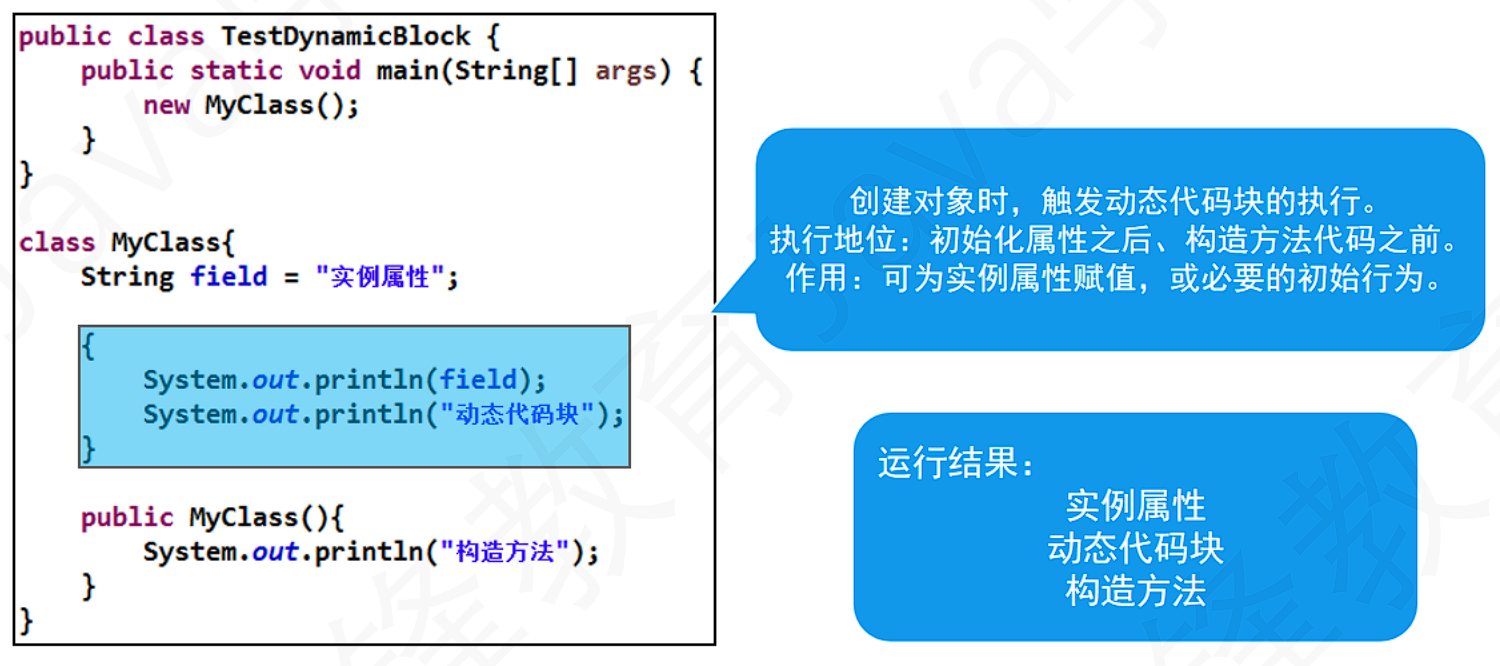 public class TestDynamicBlock {
    public static void main(String[] args) {
        new MyClass();
    }
}
class MyClass{
    String field = "实例属性";
    {
        System.out.println(field);
        System.out.println("动态代码块");
    }
    public MyClass(){
        System.out.println("构造方法");
    }
}
创建对象时，触发动态代码块的执行。
执行地位：初始化属性之后、构造方法代码之前。
作用：可为实例属性赋值，或必要的初始行为。
运行结果：
实例属性
动态代码块
构造方法